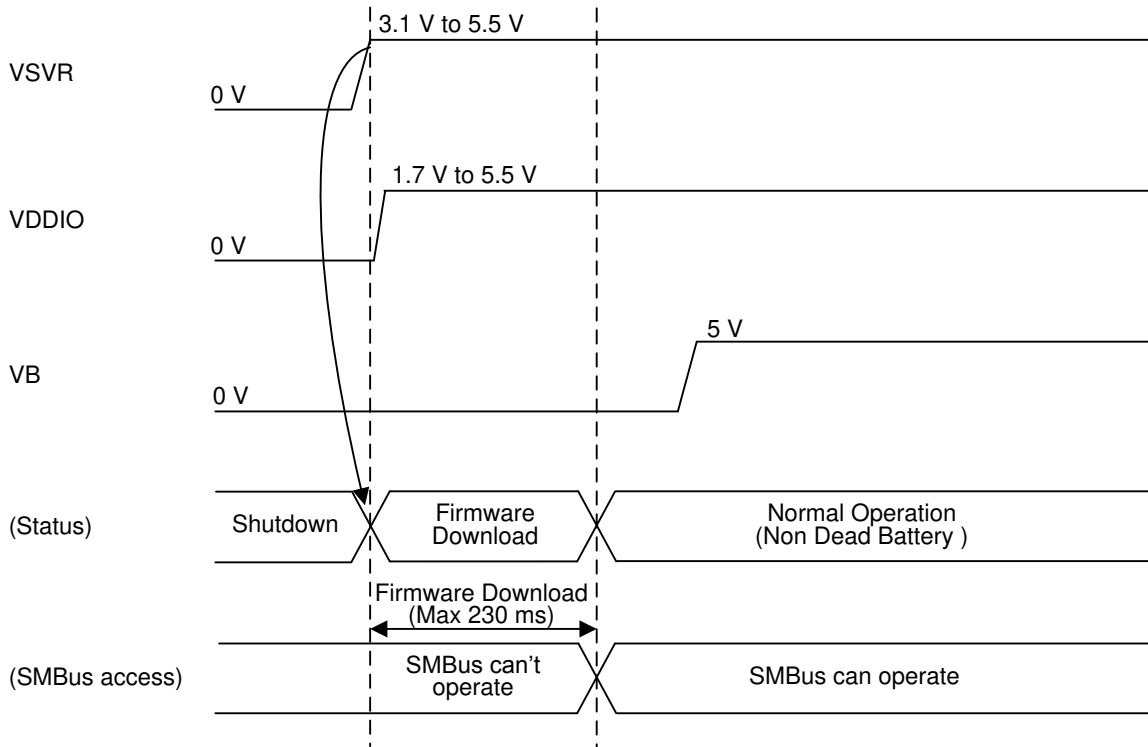 3.1 V to 5.5 V
VSVR
0 V
1.7 V to 5.5 V
VDDIO
0 V
5 V
VB
0 V
(Status)
Shutdown
Firmware
Download
Normal Operation
(Non Dead Battery )
Firmware Download
(Max 230 ms)
(SMBus access)
SMBus can't
operate
SMBus can operate